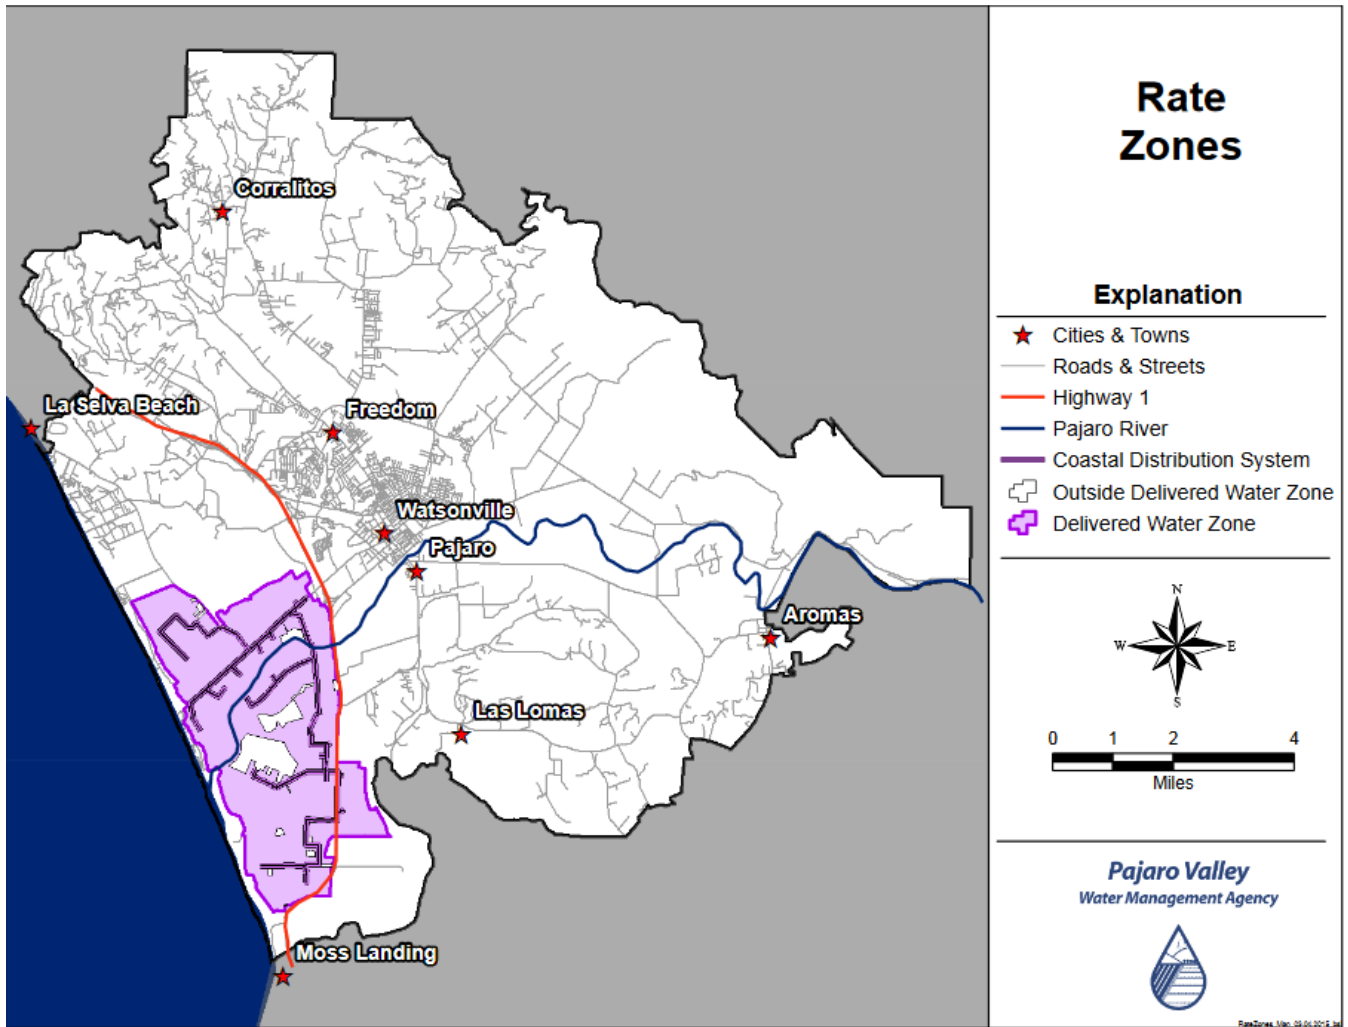 Rate
Zones
Corralitos
La Selva Beach
Freedom
Watsonville
Pajaro
Aromas
Las Lomas
Moss Landing
Explanation
Cities & Towns
Roads & Streets
Highway 1
Pajaro River
Coastal Distribution System
Outside Delivered Water Zone
Delivered Water Zone
N
W E
S
0 1 2 4
Miles
Pajaro Valley
Water Management Agency